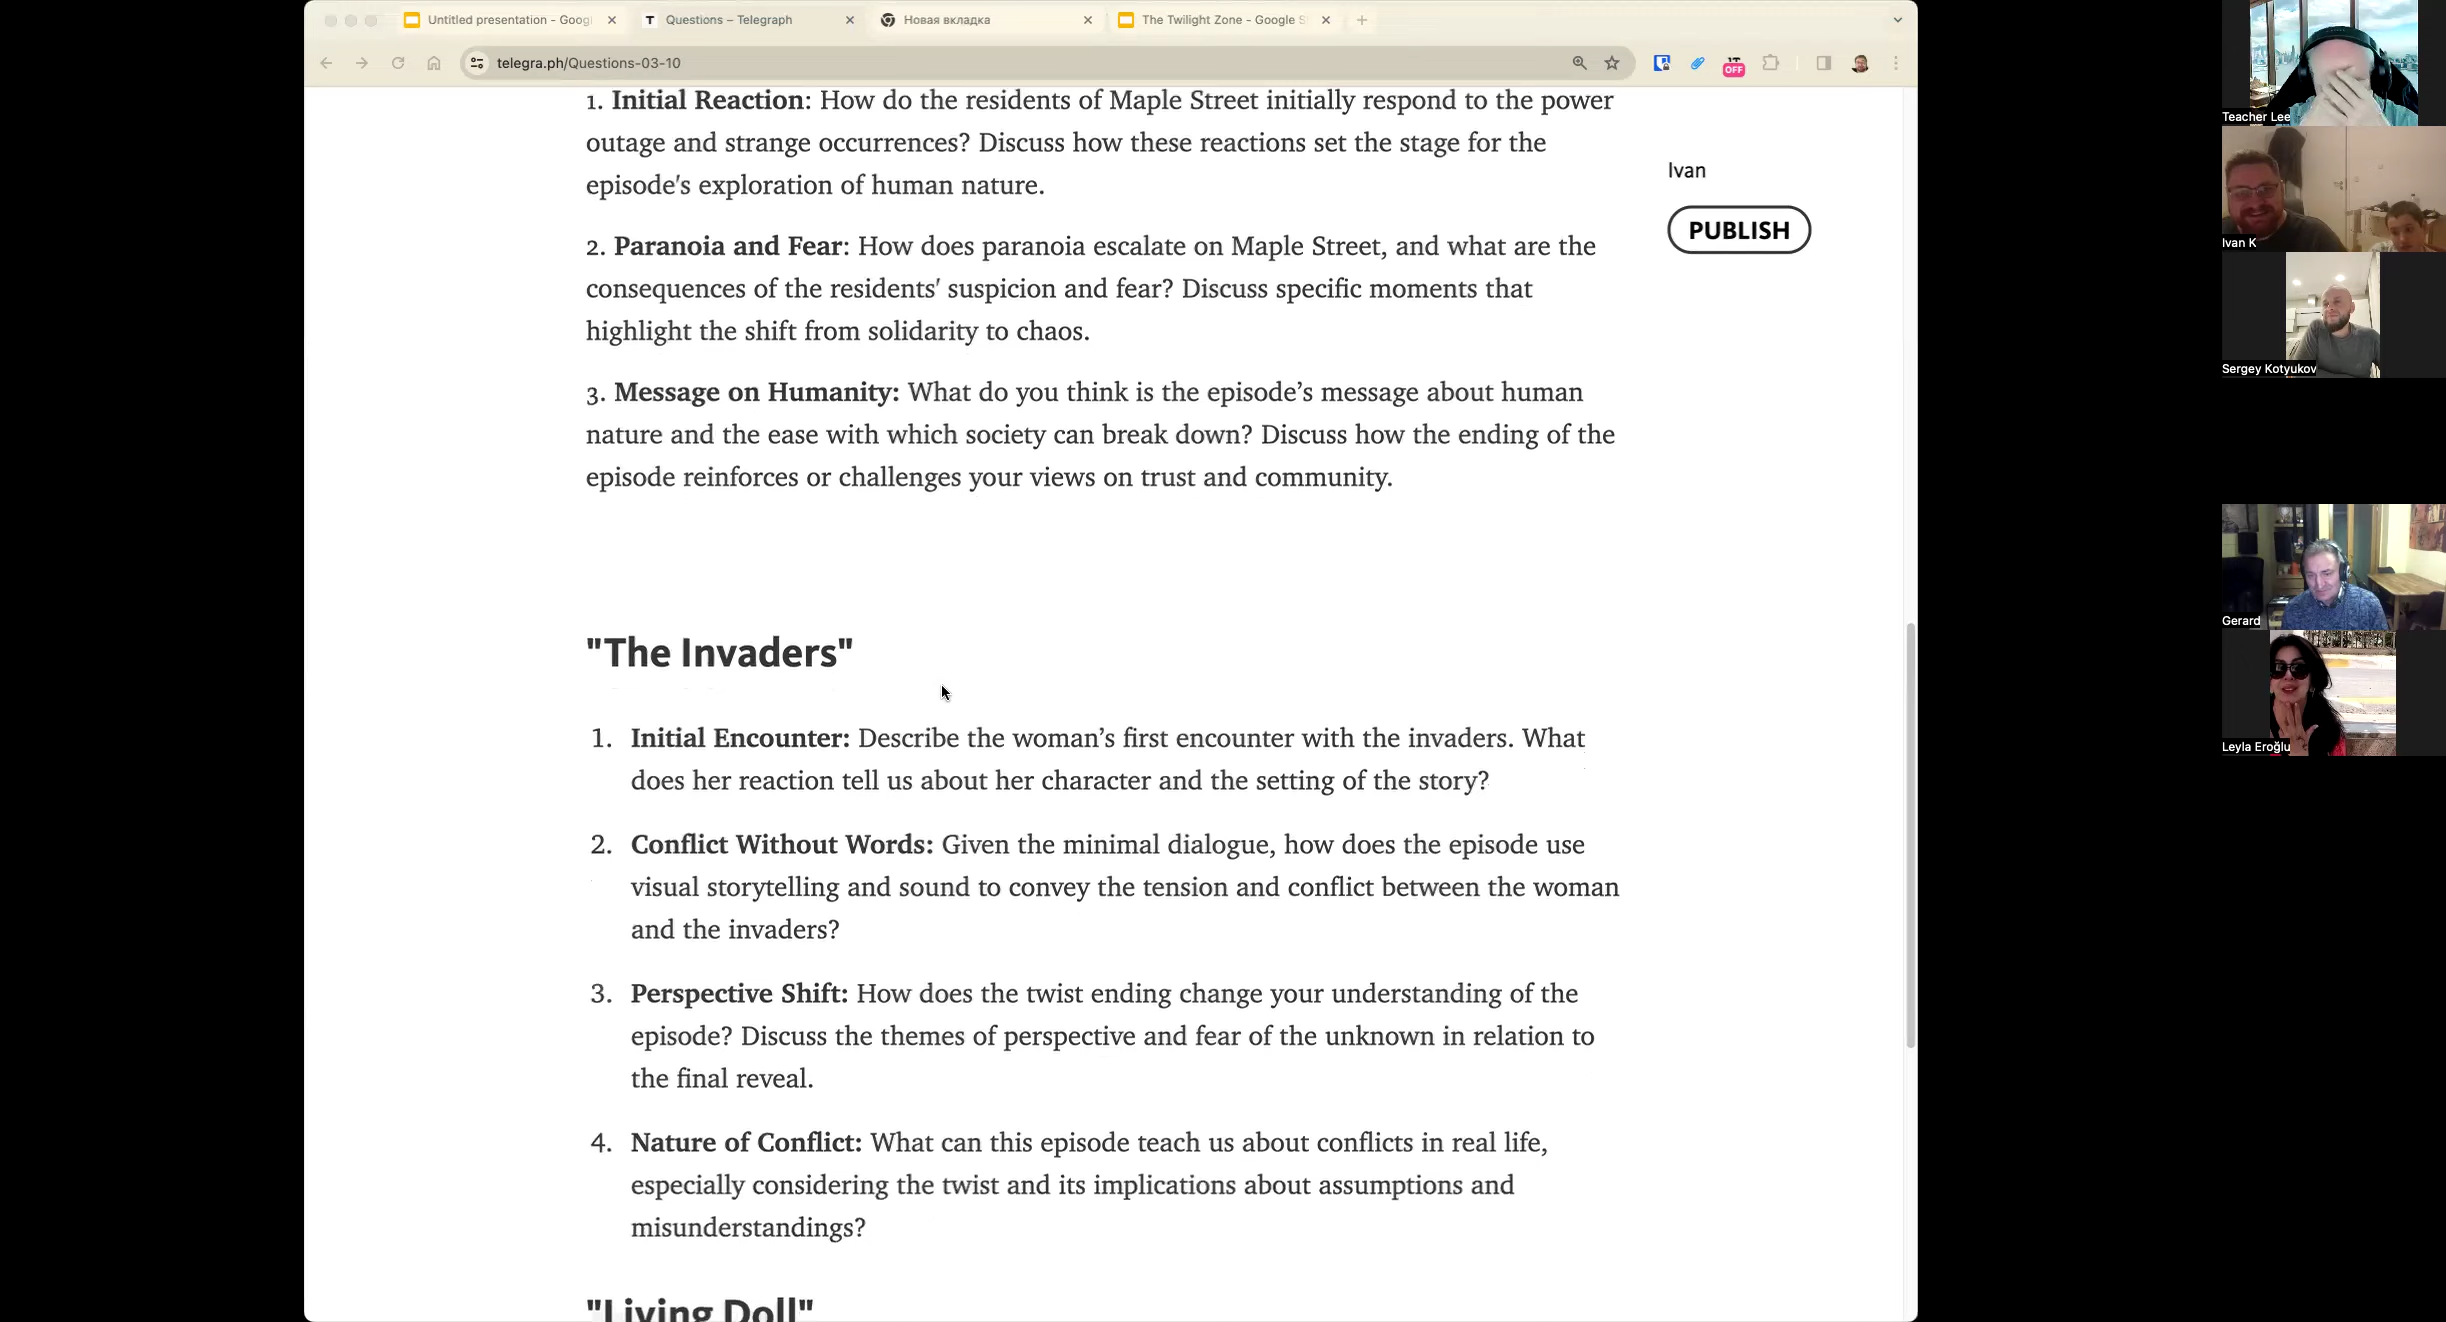 Untitled presentation - Goog
Questions – Telegraph
Новая вкладка
The Twilight Zone - Google S
telegra.ph/Questions-03-10
OFF
1. Initial Reaction: How do the residents of Maple Street initially respond to the power
outage and strange occurrences? Discuss how these reactions set the stage for the
episode's exploration of human nature.
Ivan
PUBLISH
2. Paranoia and Fear: How does paranoia escalate on Maple Street, and what are the
consequences of the residents' suspicion and fear? Discuss specific moments that
highlight the shift from solidarity to chaos.
3. Message on Humanity: What do you think is the episode’s message about human
nature and the ease with which society can break down? Discuss how the ending of the
episode reinforces or challenges your views on trust and community.
"The Invaders"
1. Initial Encounter: Describe the woman’s first encounter with the invaders. What
does her reaction tell us about her character and the setting of the story?
2. Conflict Without Words: Given the minimal dialogue, how does the episode use
visual storytelling and sound to convey the tension and conflict between the woman
and the invaders?
3. Perspective Shift: How does the twist ending change your understanding of the
episode? Discuss the themes of perspective and fear of the unknown in relation to
the final reveal.
4. Nature of Conflict: What can this episode teach us about conflicts in real life,
especially considering the twist and its implications about assumptions and
misunderstandings?
"Living Doll"
Teacher Lee
Ivan K
Sergey Kotyukov
Gerard
Leyla Eroğlu